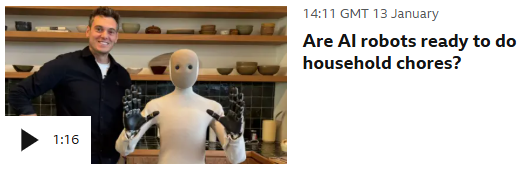 14:11 GMT 13 January
Are AI robots ready to do
household chores?
1:16